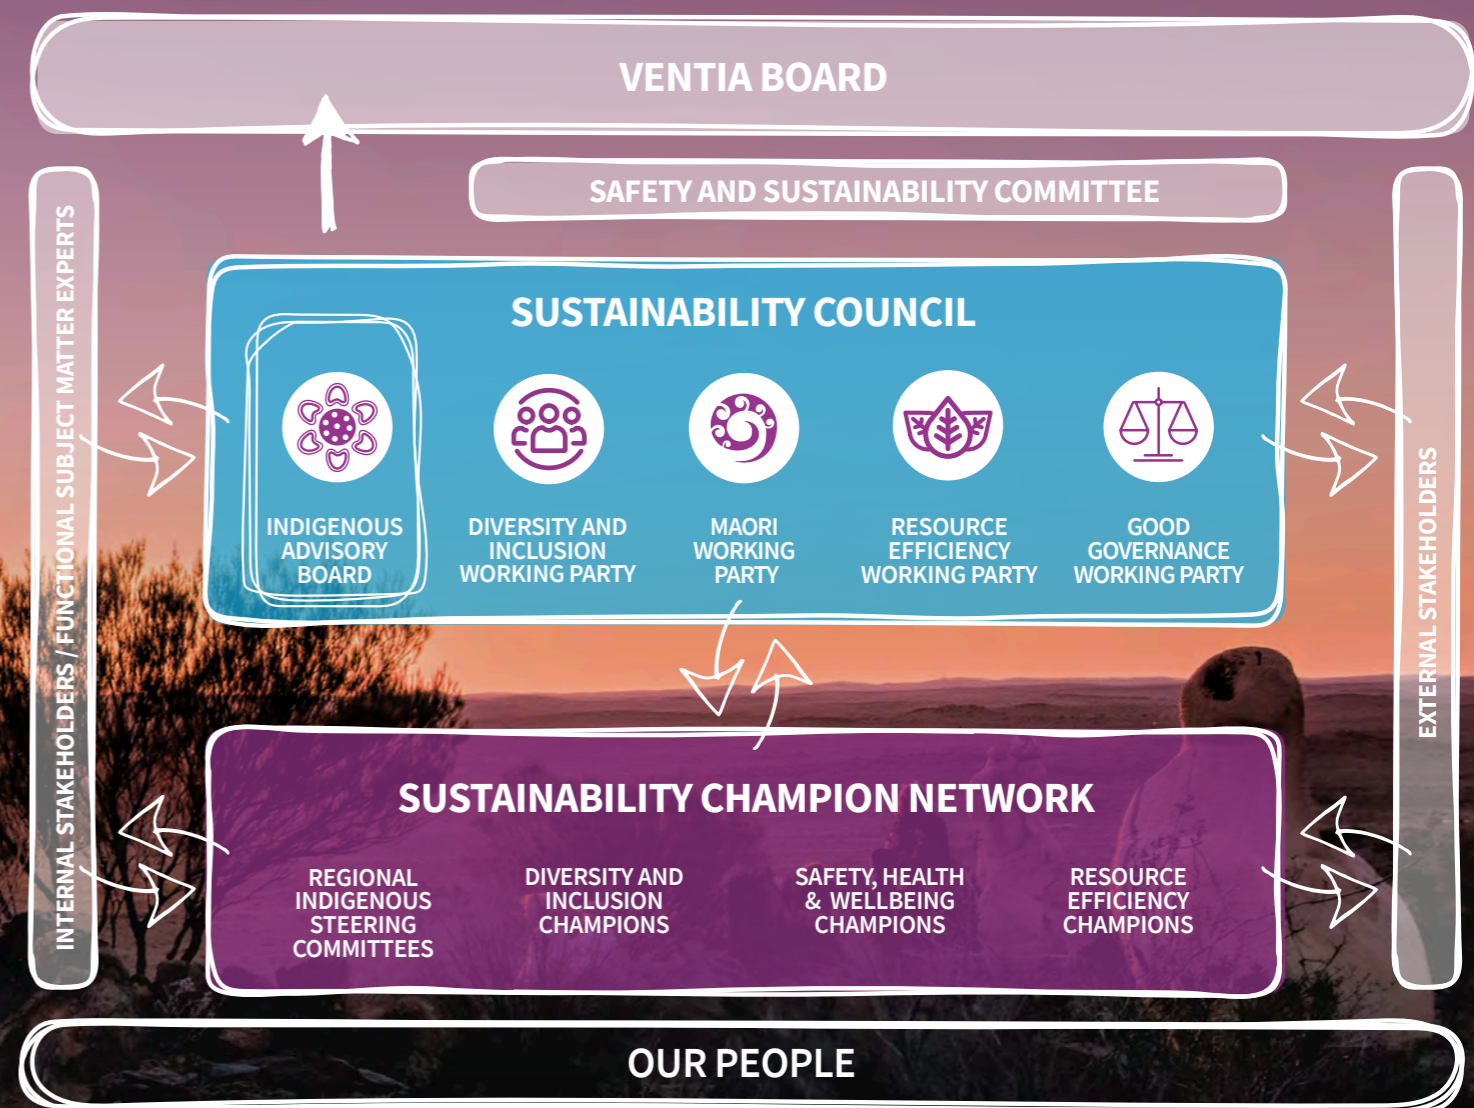 VENTIA BOARD
SAFETY AND SUSTAINABILITY COMMITTEE
INTERNAL STAKEHOLDERS / FUNCTIONAL SUBJECT MATTER EXPERTS
SUSTAINABILITY COUNCIL
INDIGENOUS
ADVISORY
BOARD
DIVERSITY AND
INCLUSION
WORKING PARTY
MAORI
WORKING
PARTY
RESOURCE
EFFICIENCY
WORKING PARTY
GOOD
GOVERNANCE
WORKING PARTY
EXTERNAL STAKEHOLDERS
SUSTAINABILITY CHAMPION NETWORK
REGIONAL
INDIGENOUS
STEERING
COMMITTEES
DIVERSITY AND
INCLUSION
CHAMPIONS
SAFETY, HEALTH
& WELLBEING
CHAMPIONS
RESOURCE
EFFICIENCY
CHAMPIONS
OUR PEOPLE